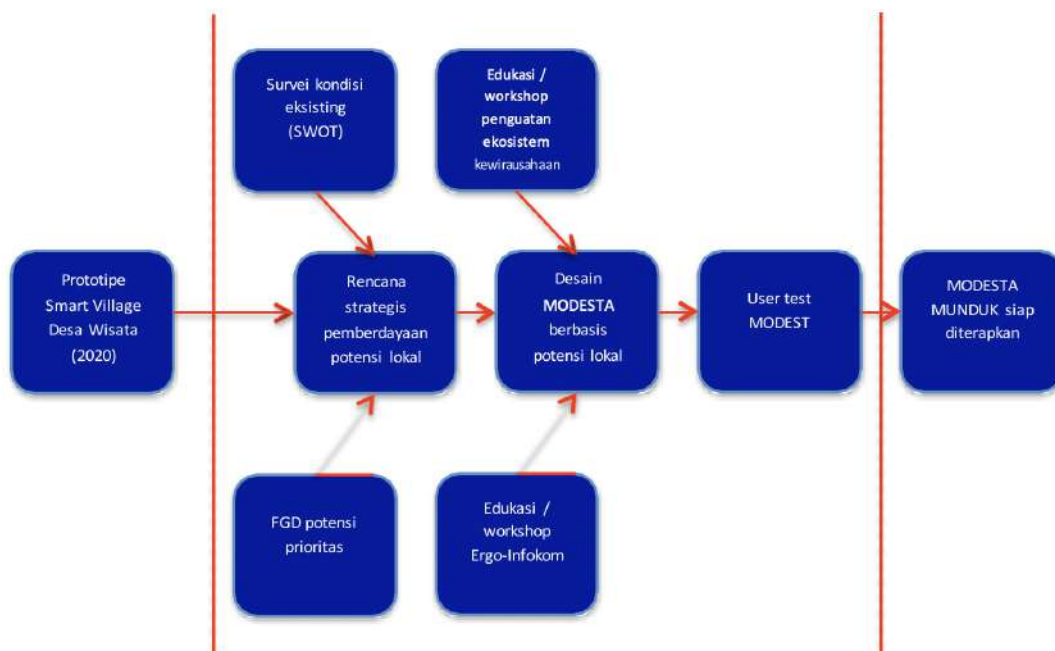 Survei kondisi
eksisting
(SWOT)
Edukasi /
workshop
penguatan
ekosistem
kewirausahaan
Prototipe
Smart Village
Desa Wisata
(2020)
Rencana
strategis
pemberdayaan
potensi lokal
Desain
MODESTA
berbasis
potensi lokal
User test
MODEST
MODESTA
MUNDUK siap
diterapkan
FGD potensi
prioritas
Edukasi /
workshop
Ergo-Infokom